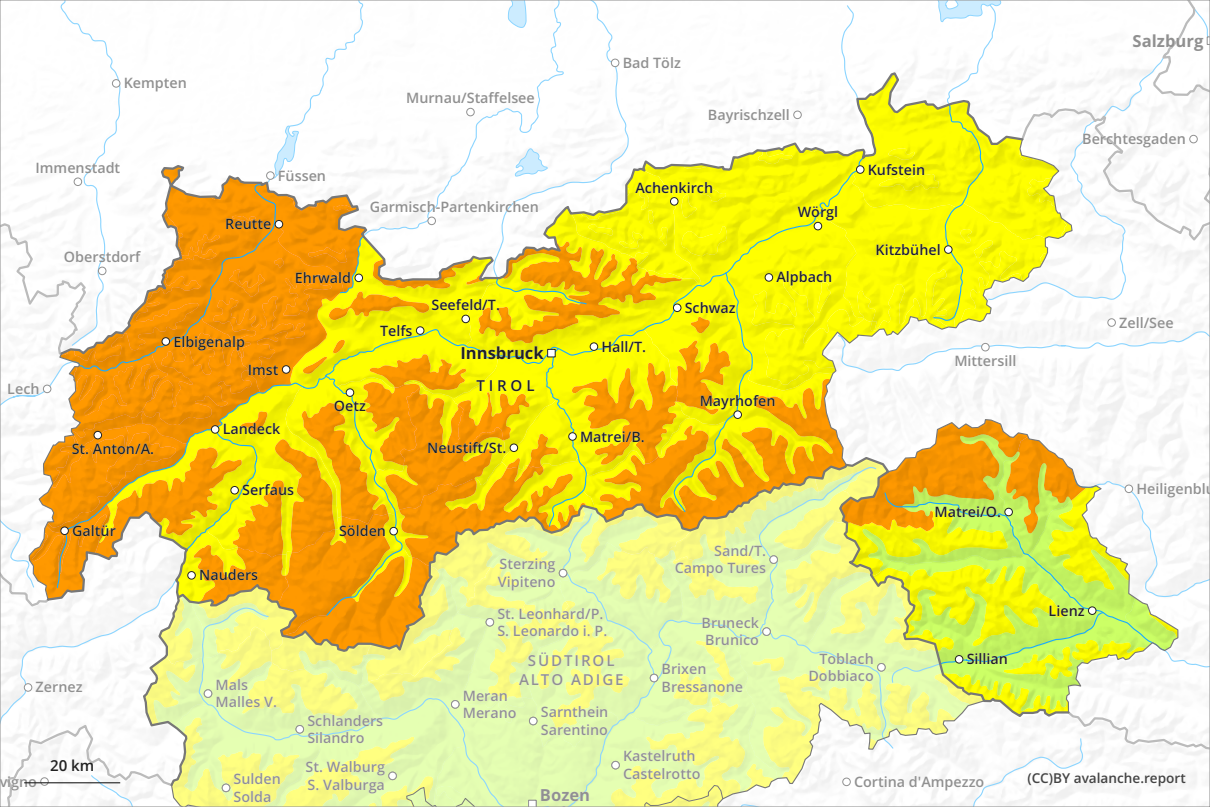 Salzburg
Bad Tölz
Kempten
Murnau/Staffelsee
Bayrischzell
Berchtesgaden
Immenstadt
Füssen
Kufstein
Achenkirch
Garmisch-Partenkirchen
Wörgl
Reutte
Kitzbühel
Oberstdorf
Ehrwald
Alpbach
Seefeld/T.
Schwaz
Zell/See
Telfs
Elbigenalp
Innsbruck
Hall/T.
Mittersill
Imst
TIROL
Lech
Oetz
Mayrhofen
Landeck
Matrei/B.
St. Anton/A.
Neustift/St.
Serfaus
Heiligenblu
Matrei/O.
Galtür
Sölden
Sand/T.
Campo Tures
Sterzing
Vipiteno
Nauders
St. Leonhard/P.
S. Leonardo i. P.
Lienz
Bruneck
Brunico
SÜDTIROL
ALTO ADIGE
Toblach
Dobbiaco
Sillian
Brixen
Bressanone
Zernez
Mals
Malles V.
Meran
Merano
Sarnthein
Sarentino
Schlanders
Silandro
Kastelruth
Castelrotto
20 km
St. Walburg
S. Valburga
vigno
Sulden
Solda
Cortina d'Ampezzo
(CC)BY avalanche.report
Bozen